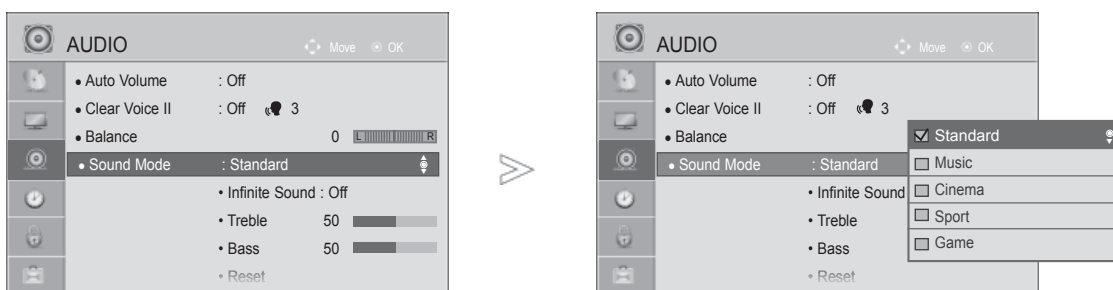 AUDIO Move OK
• Auto Volume : Off
• Clear Voice II : Off 3
• Balance 0 L R
• Sound Mode : Standard
• Infinite Sound : Off
• Treble 50
• Bass 50
• Reset
AUDIO Move OK
• Auto Volume : Off
• Clear Voice II : Off 3
• Balance
• Sound Mode : Standard
• Infinite Sound
• Treble
• Bass
• Reset
Standard
Music
Cinema
Sport
Game